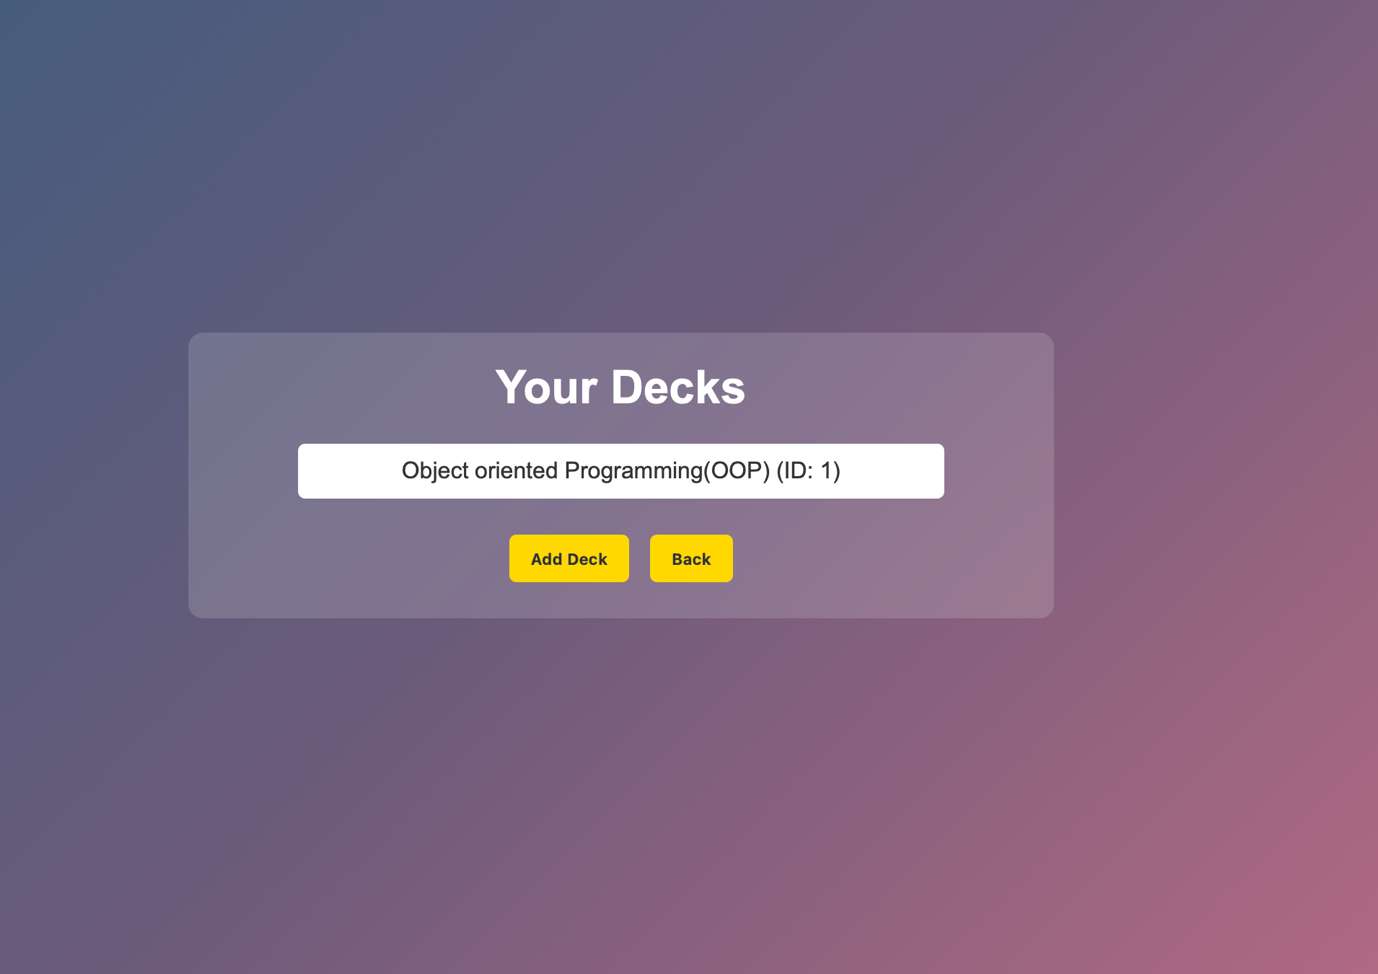 Your Decks
Object oriented Programming(OOP) (ID: 1)
Add Deck
Back